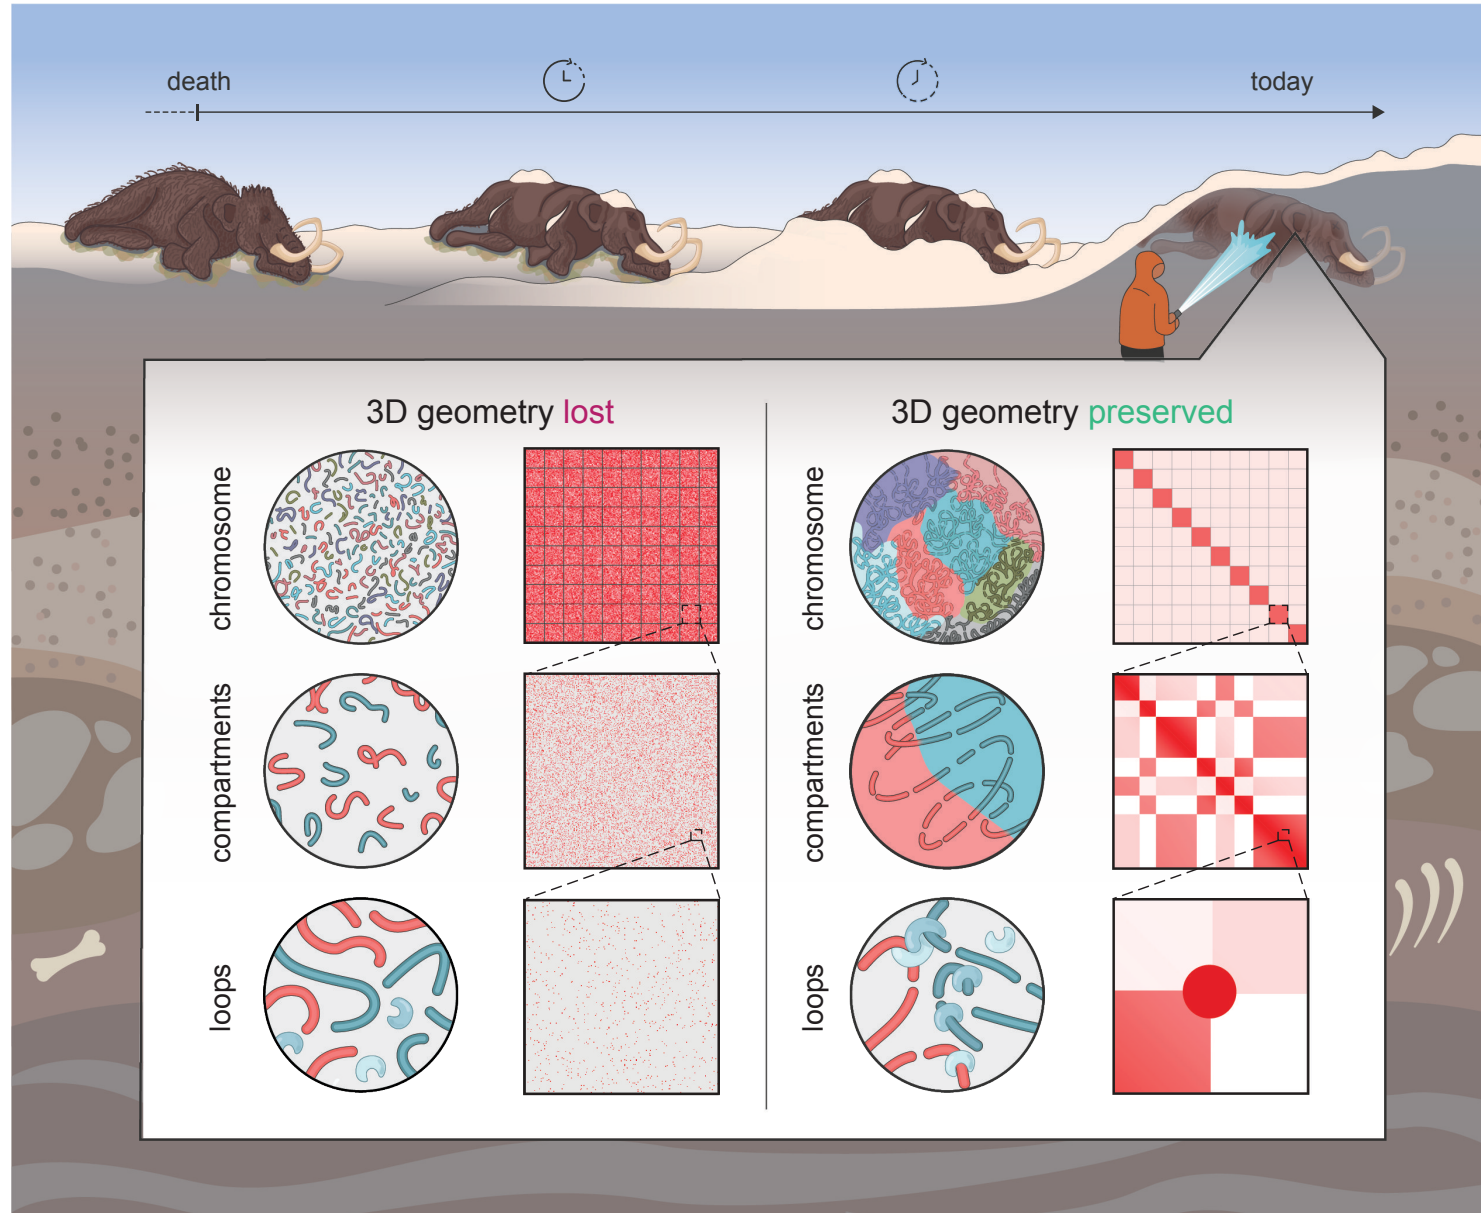 death
today
3D geometry lost
3D geometry preserved
chromosome
chromosome
compartments
compartments
loops
loops